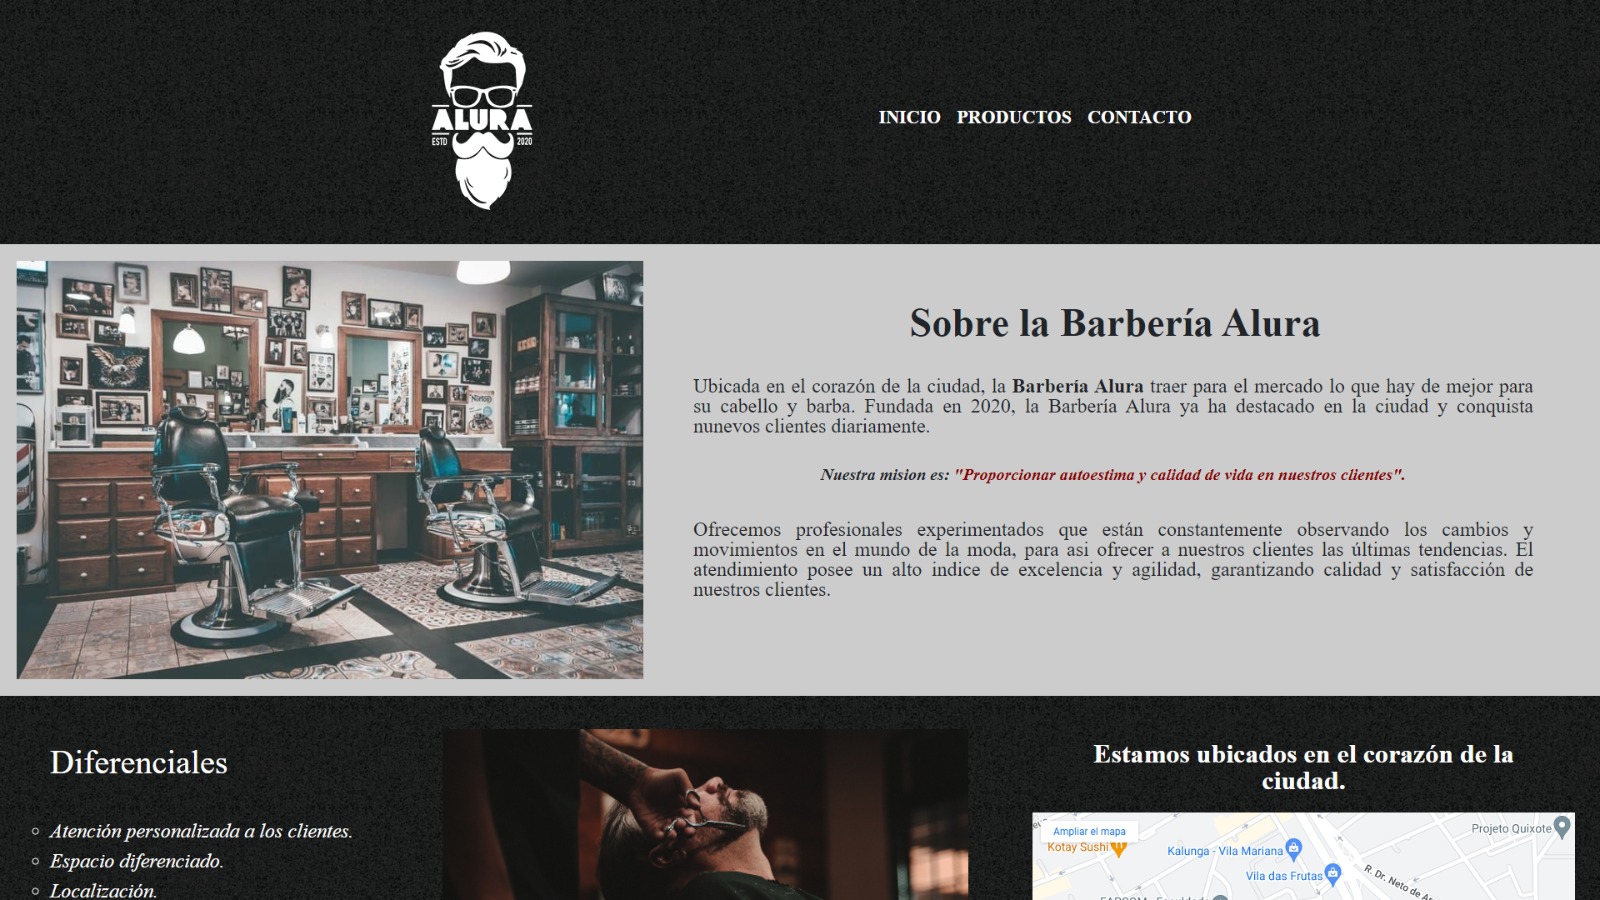 ALURA
ESTD 2020
INICIO PRODUCTOS CONTACTO
Sobre la Barbería Alura
Ubicada en el corazón de la ciudad, la Barbería Alura traer para el mercado lo que hay de mejor para
su cabello y barba. Fundada en 2020, la Barbería Alura ya ha destacado en la ciudad y conquista
nunevos clientes diariamente.
Nuestra mision es: "Proporcionar autoestima y calidad de vida en nuestros clientes".
Ofrecemos profesionales experimentados que están constantemente observando los cambios y
movimientos en el mundo de la moda, para asi ofrecer a nuestros clientes las últimas tendencias. El
atendimiento posee un alto indice de excelencia y agilidad, garantizando calidad y satisfacción de
nuestros clientes.
Diferenciales
Atención personalizada a los clientes.
Espacio diferenciado.
Localización.
Estamos ubicados en el corazón de la
ciudad.
Ampliar el mapa
Projeto Quixote
Kotay Sushi
Kalunga - Vila Mariana
Vila das Frutas
R. Dr. Neto de